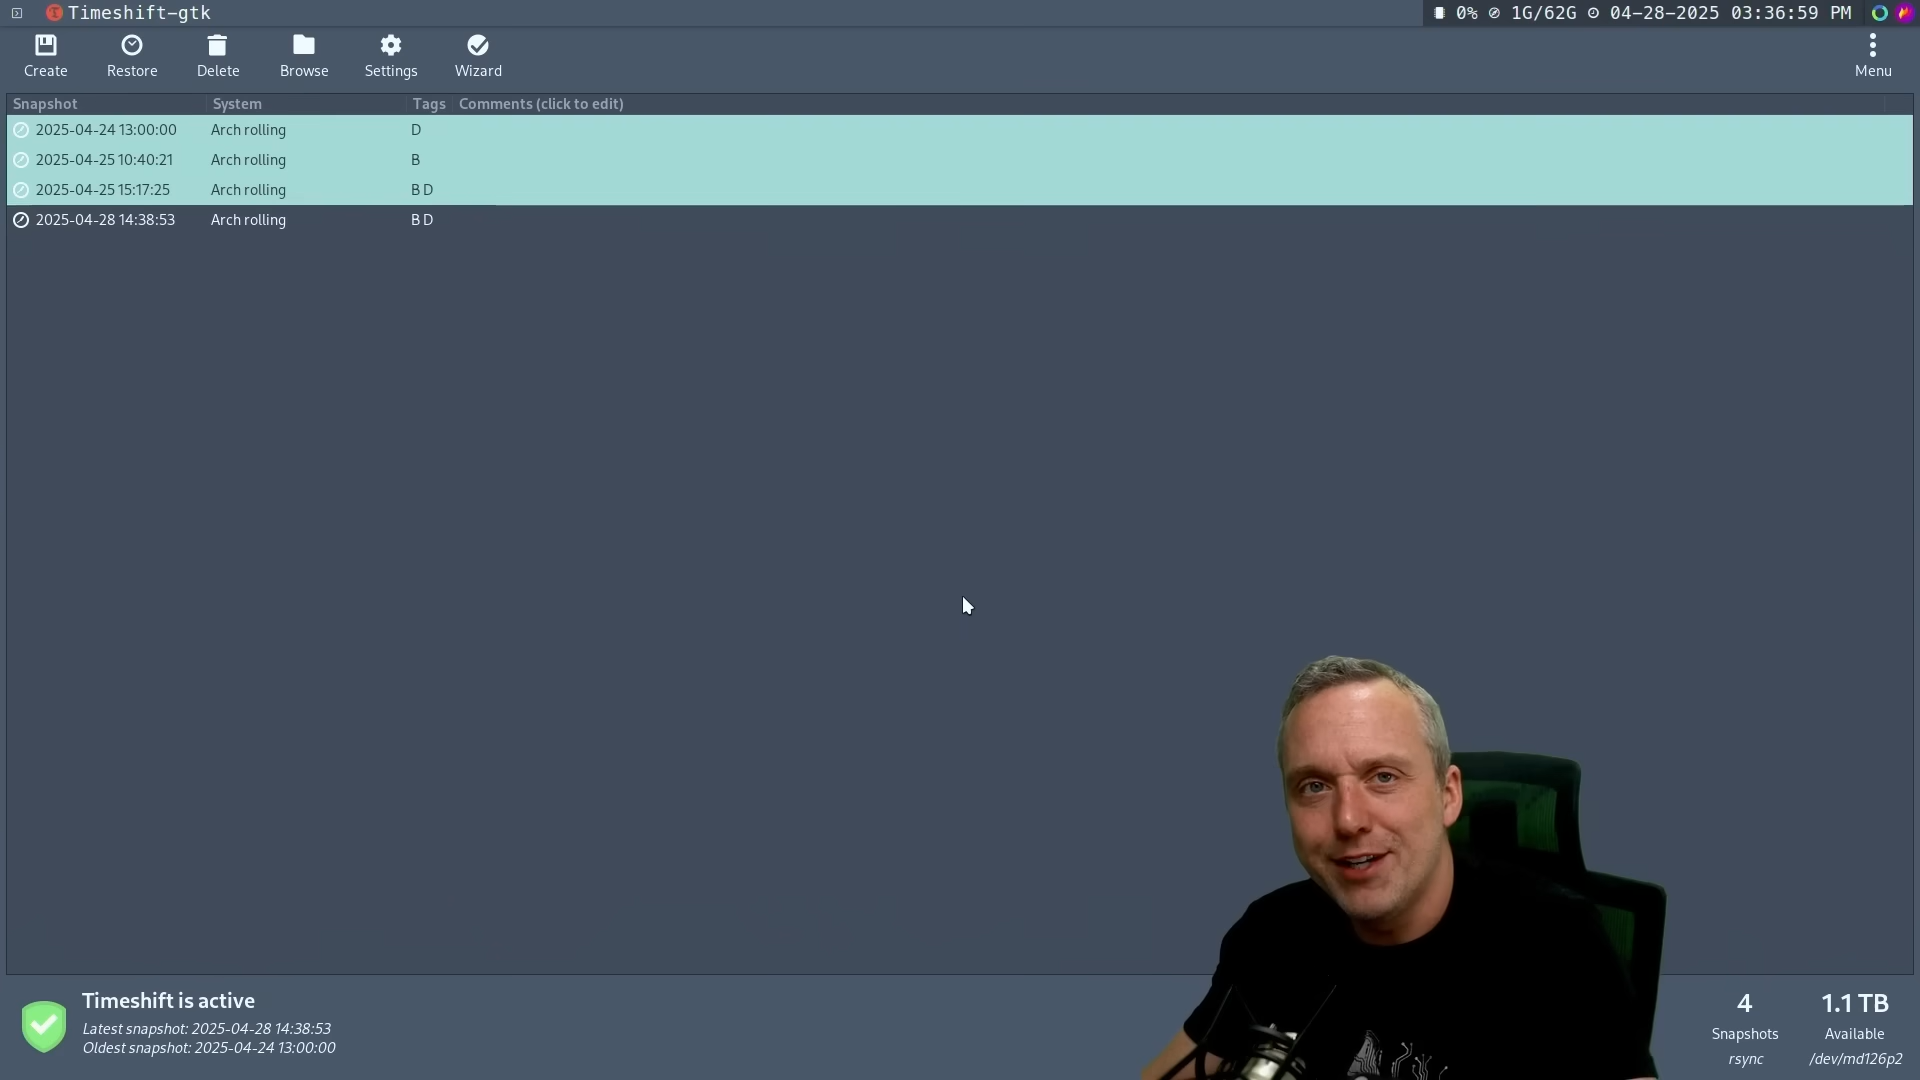 Timeshift-gtk 0% 1G/62G 04-28-2025 03:36:59 PM
Create Restore Delete Browse Settings Wizard Menu
Snapshot System Tags Comments (click to edit)
2025-04-24 13:00:00 Arch rolling D
2025-04-25 10:40:21 Arch rolling B
2025-04-25 15:17:25 Arch rolling B D
2025-04-28 14:38:53 Arch rolling B D
Timeshift is active
Latest snapshot: 2025-04-28 14:38:53
Oldest snapshot: 2025-04-24 13:00:00
4 1.1 TB
Snapshots Available
rsync /dev/md126p2